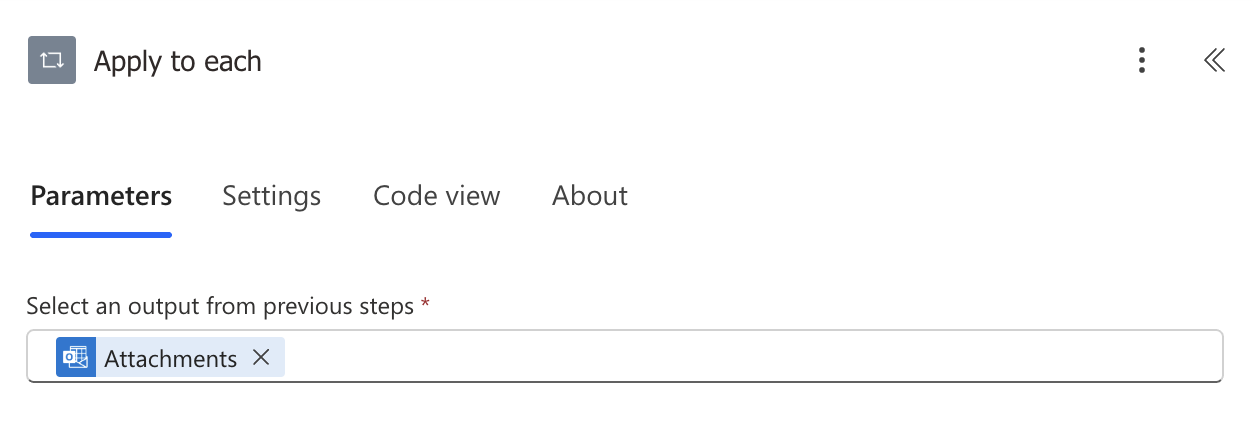 Apply to each
Parameters Settings Code view About
Select an output from previous steps *
Attachments